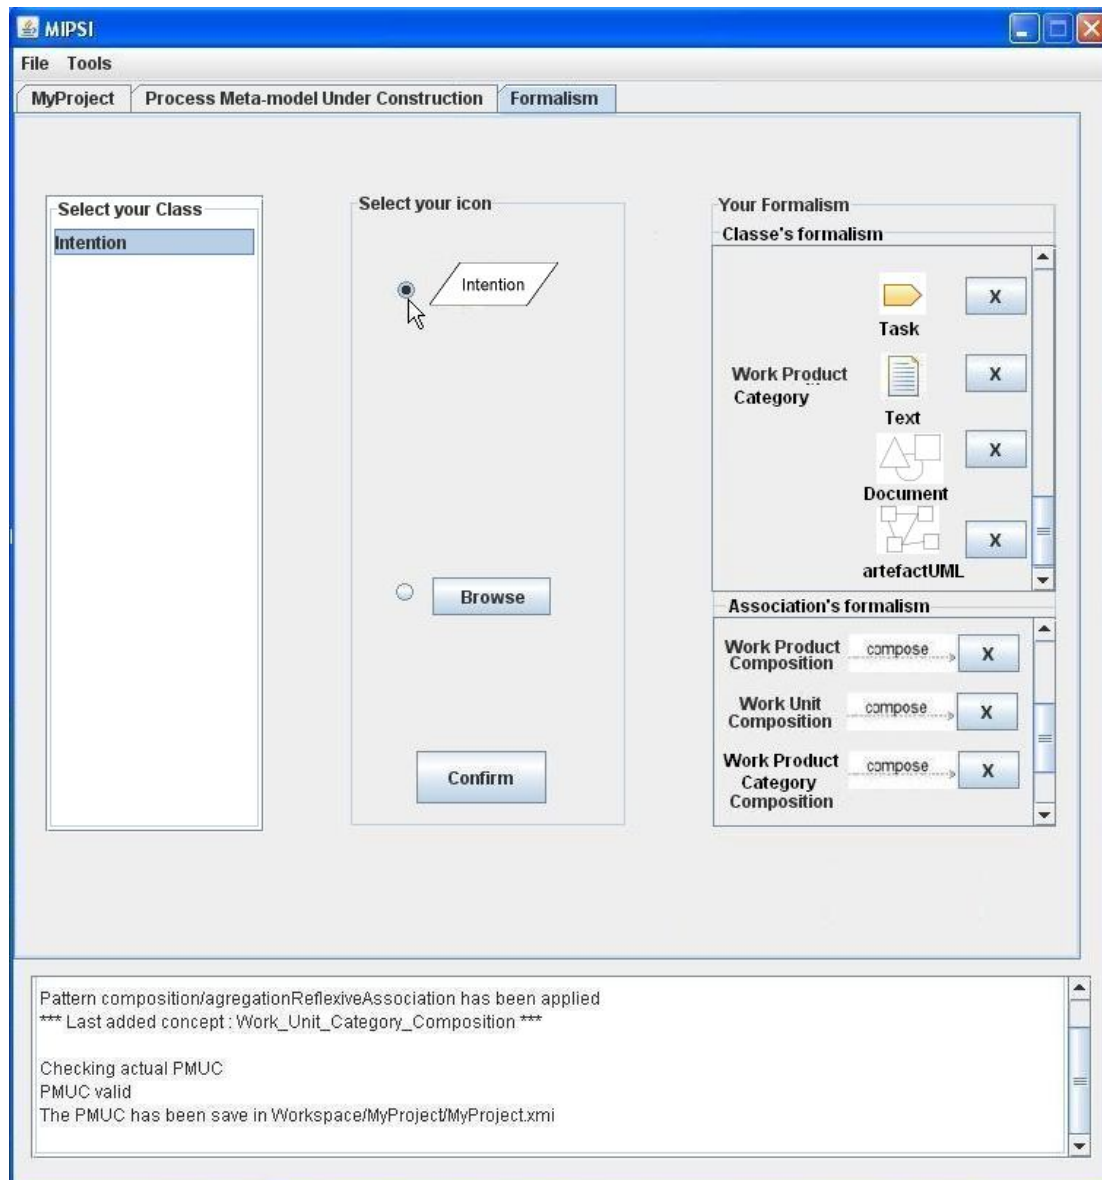 MIPSI
File Tools
MyProject Process Meta-model Under Construction Formalism
Select your Class
Intention
Select your icon
Intention
Browse
Confirm
Your Formalism
Classe's formalism
X
Task
Work Product
Category
X
Text
X
Document
X
artefactUML
Association's formalism
Work Product
Composition
compose
X
Work Unit
Composition
compose
X
Work Product
Category
Composition
compose
X
Pattern composition/agregationReflexiveAssociation has been applied
*** Last added concept : Work_Unit_Category_Composition ***
Checking actual PMUC
PMUC valid
The PMUC has been save in Workspace/MyProject/MyProject.xmi